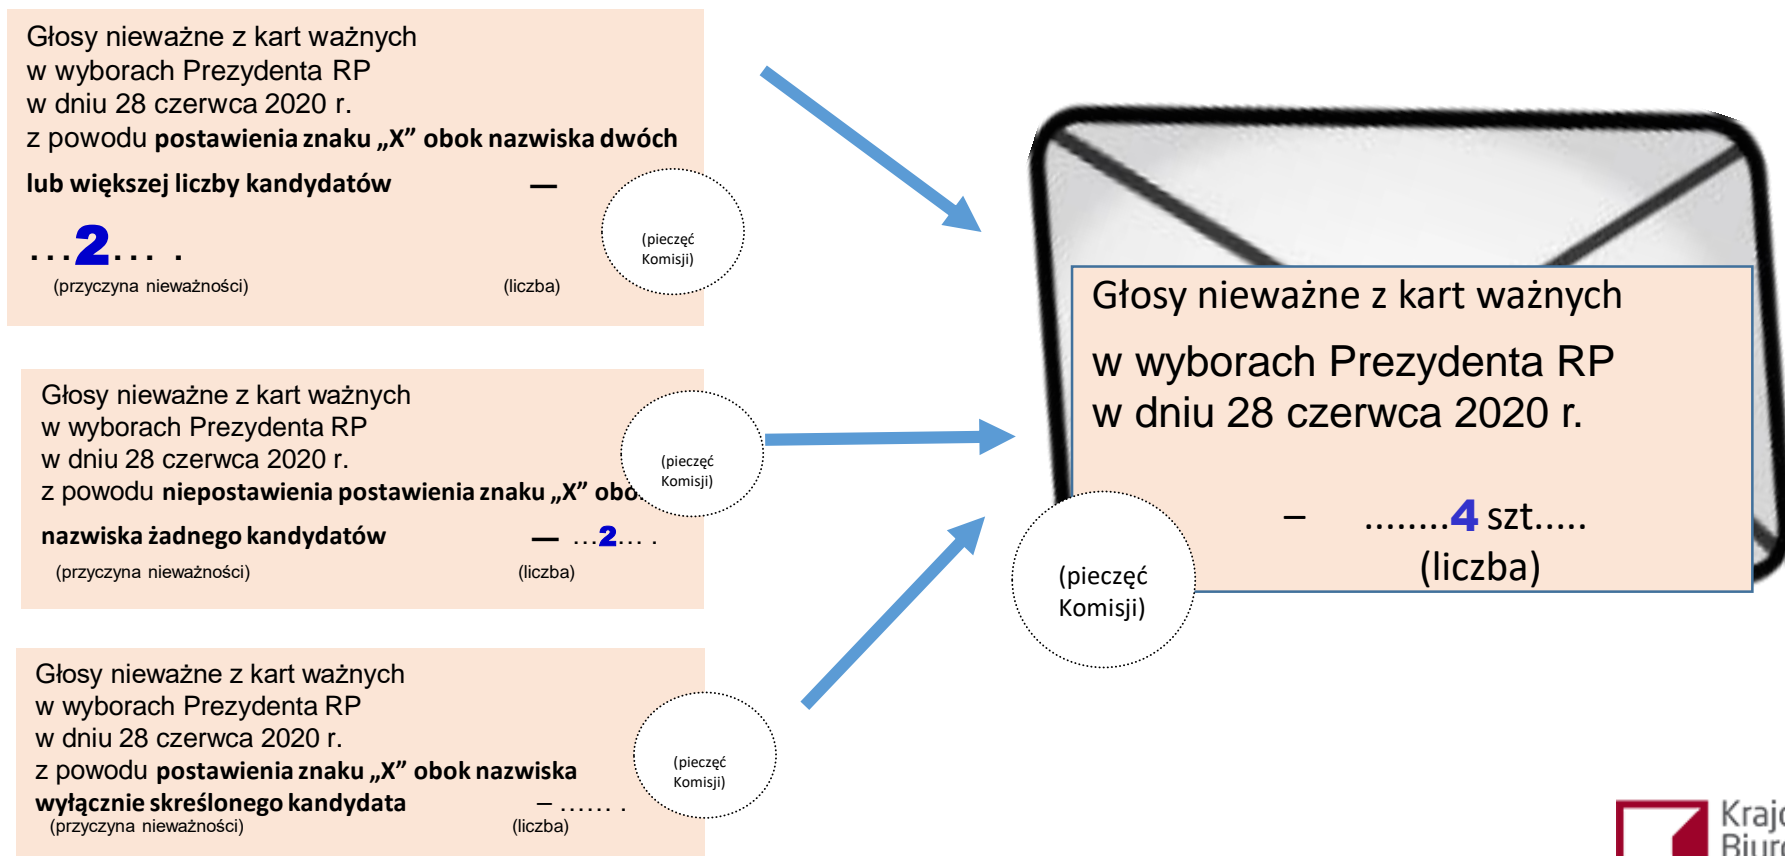 Głosy nieważne z kart ważnych
w wyborach Prezydenta RP
w dniu 28 czerwca 2020 r.
z powodu postawienia znaku „X” obok nazwiska dwóch
lub większej liczby kandydatów —
...2... .
(przyczyna nieważności) (liczba)
(pieczęć
Komisji)
Głosy nieważne z kart ważnych
w wyborach Prezydenta RP
w dniu 28 czerwca 2020 r.
z powodu niepostawienia postawienia znaku „X” obo
nazwiska żadnego kandydatów — ...2... .
(przyczyna nieważności) (liczba)
(pieczęć
Komisji)
Głosy nieważne z kart ważnych
w wyborach Prezydenta RP
w dniu 28 czerwca 2020 r.
z powodu postawienia znaku „X” obok nazwiska
wyłącznie skreślonego kandydata – ...... .
(przyczyna nieważności) (liczba)
(pieczęć
Komisji)
Głosy nieważne z kart ważnych
w wyborach Prezydenta RP
w dniu 28 czerwca 2020 r.
– ........4 szt.....
(liczba)
(pieczęć
Komisji)